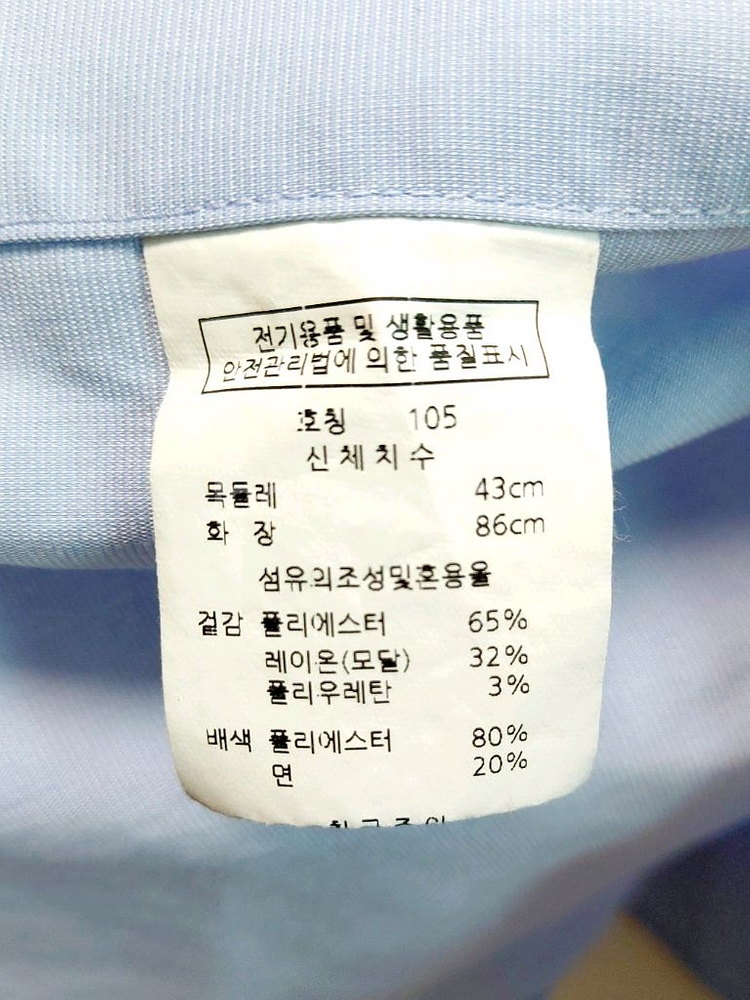 전기용품 및 생활용품
안전관리법에 의한 품질표시
호칭 105
신체치수
목둘레 43cm
화 장 86cm
섬유의조성및혼용율
겉감 폴리에스터 65%
레이온(모달) 32%
폴리우레탄 3%
배색 폴리에스터 80%
면 20%